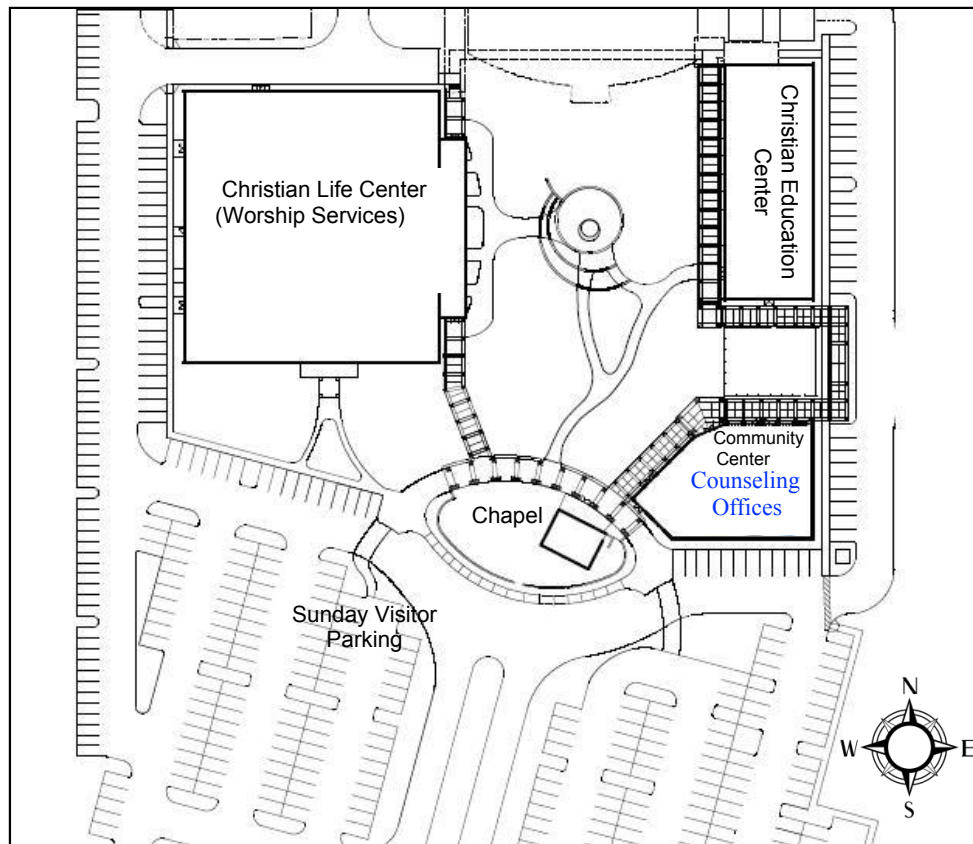 Christian Life Center
(Worship Services)
Christian Education
Center
Community
Center
Counseling
Offices
Chapel
Sunday Visitor
Parking
N
W
E
S